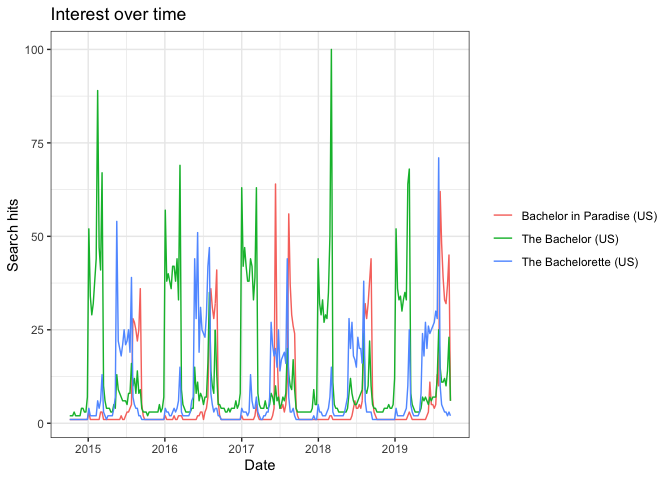 Interest over time
100
75
50
25
0
Search hits
2015
2016
2017
2018
2019
Date
Bachelor in Paradise (US)
The Bachelor (US)
The Bachelorette (US)